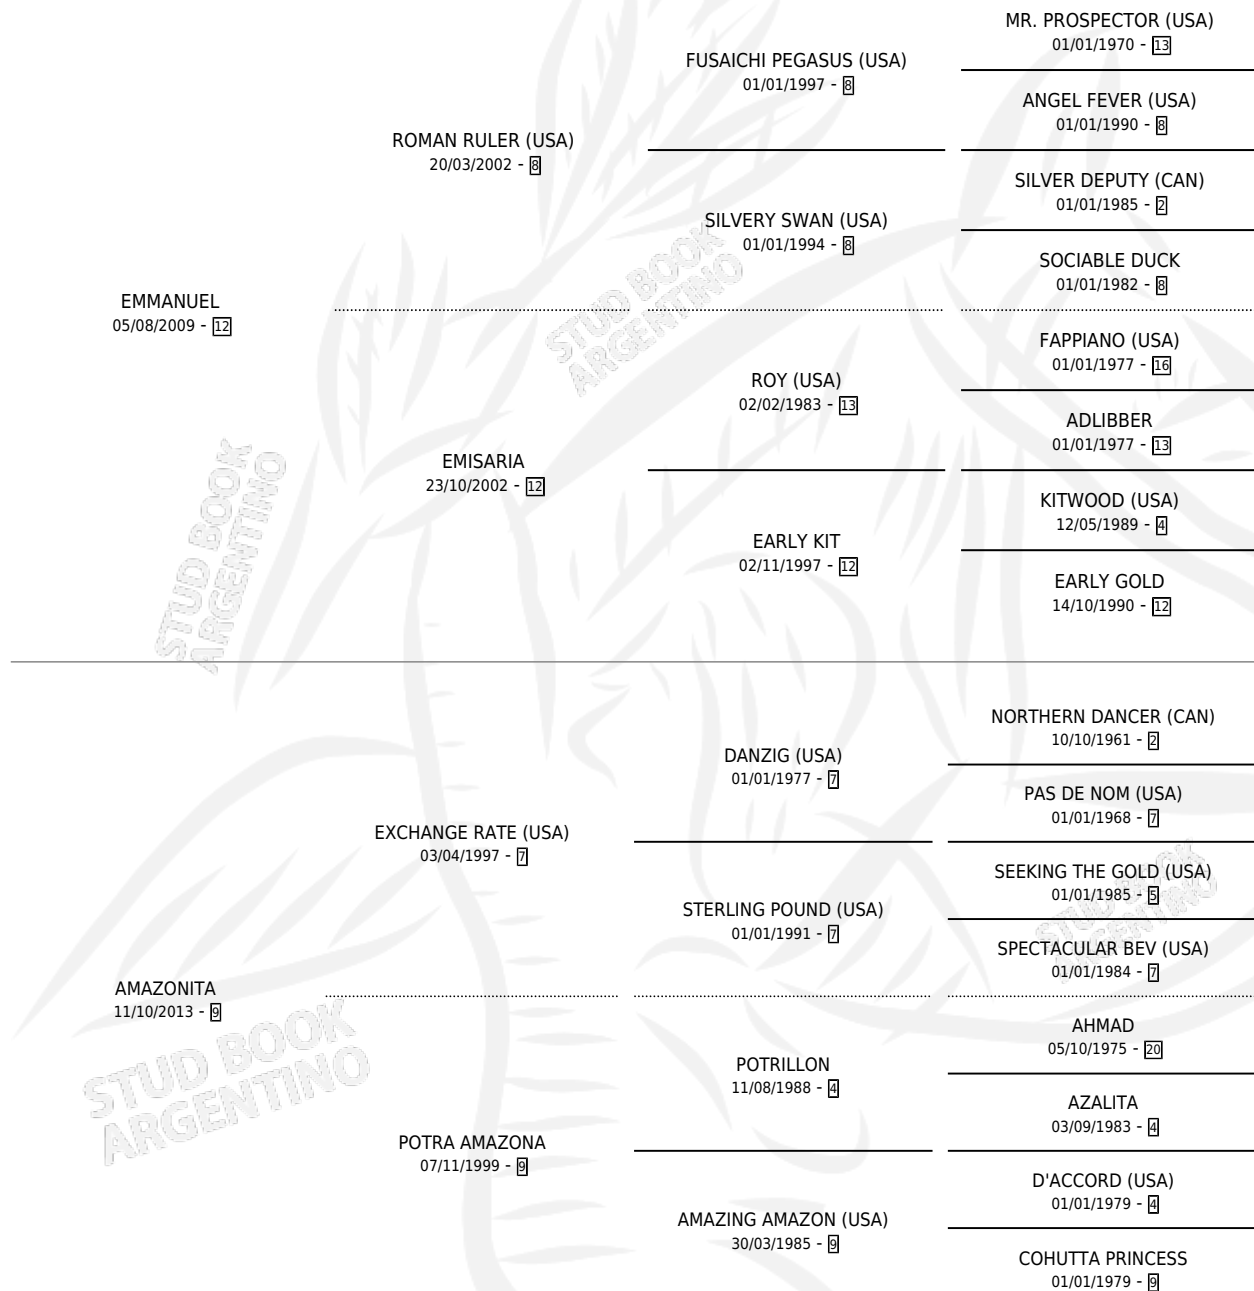 MR. PROSPECTOR (USA)
01/01/1970 - 13
FUSAICHI PEGASUS (USA)
01/01/1997 - 8
ANGEL FEVER (USA)
01/01/1990 - 8
ROMAN RULER (USA)
20/03/2002 - 8
SILVER DEPUTY (CAN)
01/01/1985 - 2
SILVERY SWAN (USA)
01/01/1994 - 8
SOCIABLE DUCK
01/01/1982 - 8
EMMANUEL
05/08/2009 - 12
FAPPIANO (USA)
01/01/1977 - 16
ROY (USA)
02/02/1983 - 13
ADLIBBER
01/01/1977 - 13
EMISARIA
23/10/2002 - 12
KITWOOD (USA)
12/05/1989 - 4
EARLY KIT
02/11/1997 - 12
EARLY GOLD
14/10/1990 - 12
NORTHERN DANCER (CAN)
10/10/1961 - 2
DANZIG (USA)
01/01/1977 - 7
PAS DE NOM (USA)
01/01/1968 - 7
EXCHANGE RATE (USA)
03/04/1997 - 7
SEEKING THE GOLD (USA)
01/01/1985 - 5
STERLING POUND (USA)
01/01/1991 - 7
SPECTACULAR BEV (USA)
01/01/1984 - 7
AMAZONITA
11/10/2013 - 9
AHMAD
05/10/1975 - 20
POTRILLON
11/08/1988 - 4
AZALITA
03/09/1983 - 4
POTRA AMAZONA
07/11/1999 - 9
D'ACCORD (USA)
01/01/1979 - 4
AMAZING AMAZON (USA)
30/03/1985 - 9
COHUTTA PRINCESS
01/01/1979 - 9
STUD BOOK
ARGENTINO
STUD BOOK
ARGENTINO
STUD BOOK
ARGENTINO
STUD BOOK
ARGENTINO